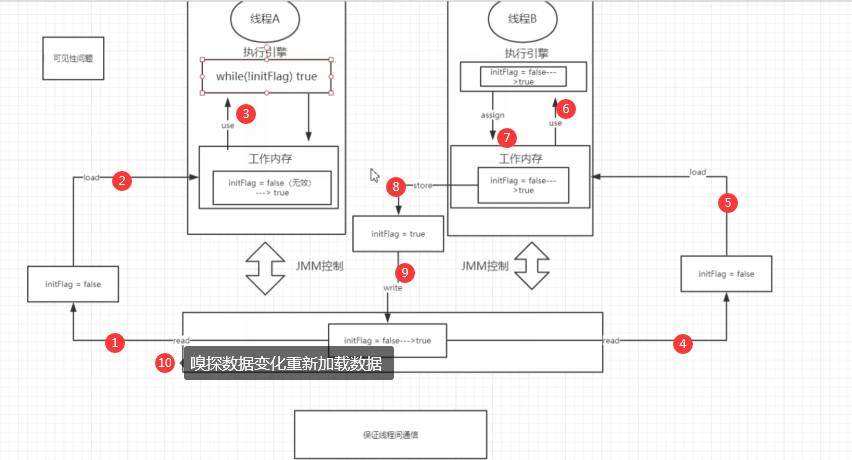 线程A
线程B
可见性问题
执行引擎
执行引擎
while(!initFlag) true
initFlag = false---
>true
3
use
assign
6
use
7
工作内存
initFlag = false（无效）
---> true
工作内存
initFlag = false---
>true
load
2
8
store
load
5
initFlag = true
JMM控制
JMM控制
initFlag = false
initFlag = false
9
write
1
read
initFlag = false--->true
read
4
10
嗅探数据变化重新加载数据
保证线程间通信